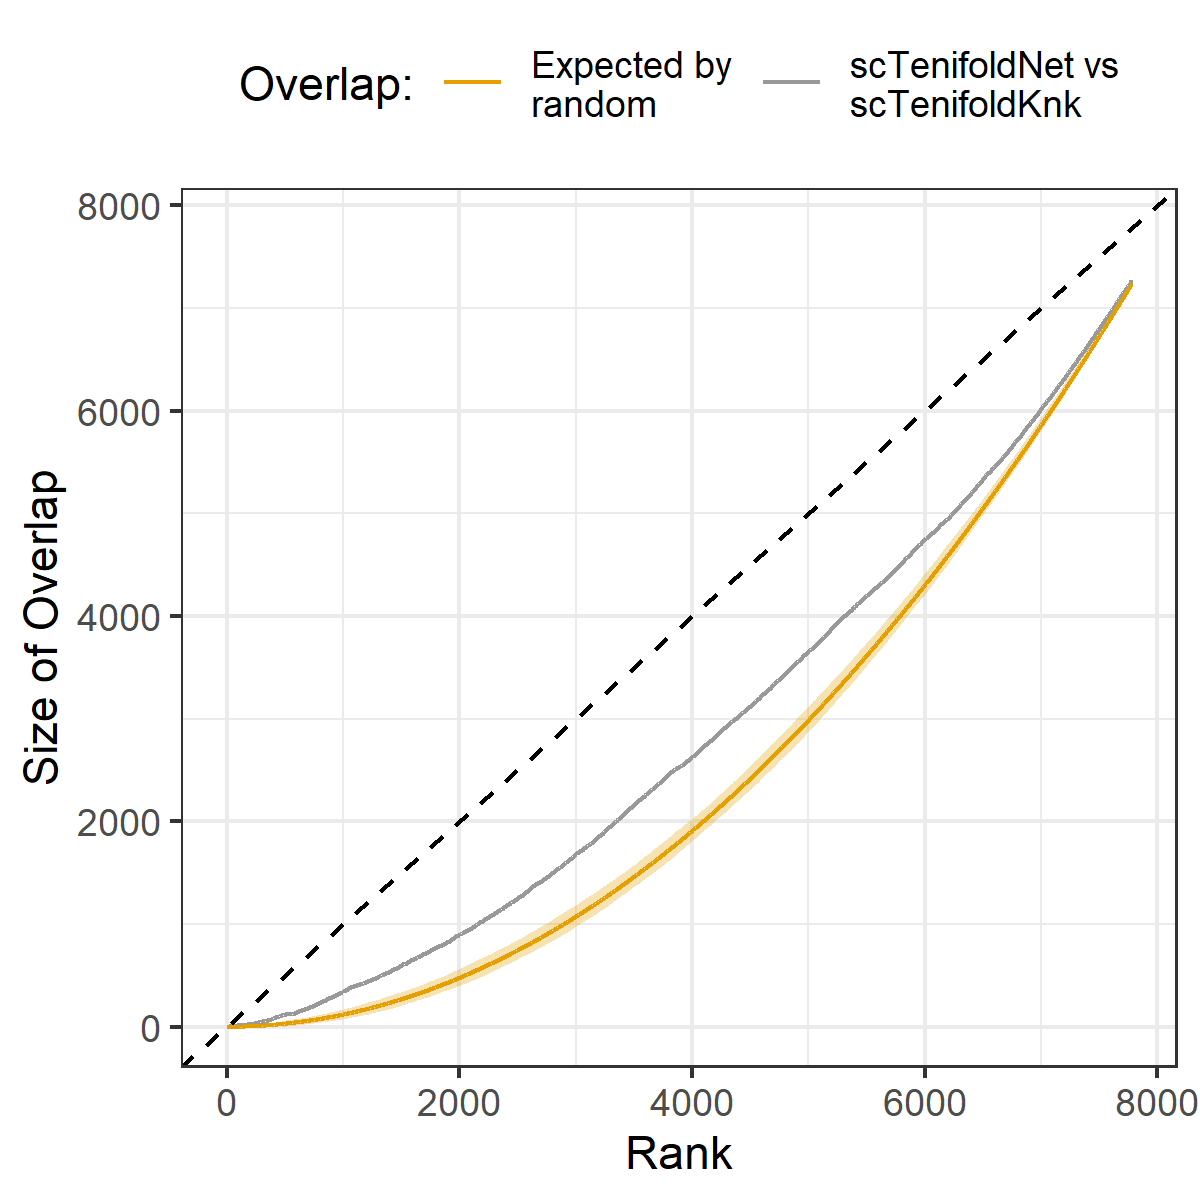 Overlap:
Expected by
random
scTenifoldNet vs
scTenifoldKnk
8000
6000
4000
2000
0
Size of Overlap
0
2000
4000
6000
8000
Rank